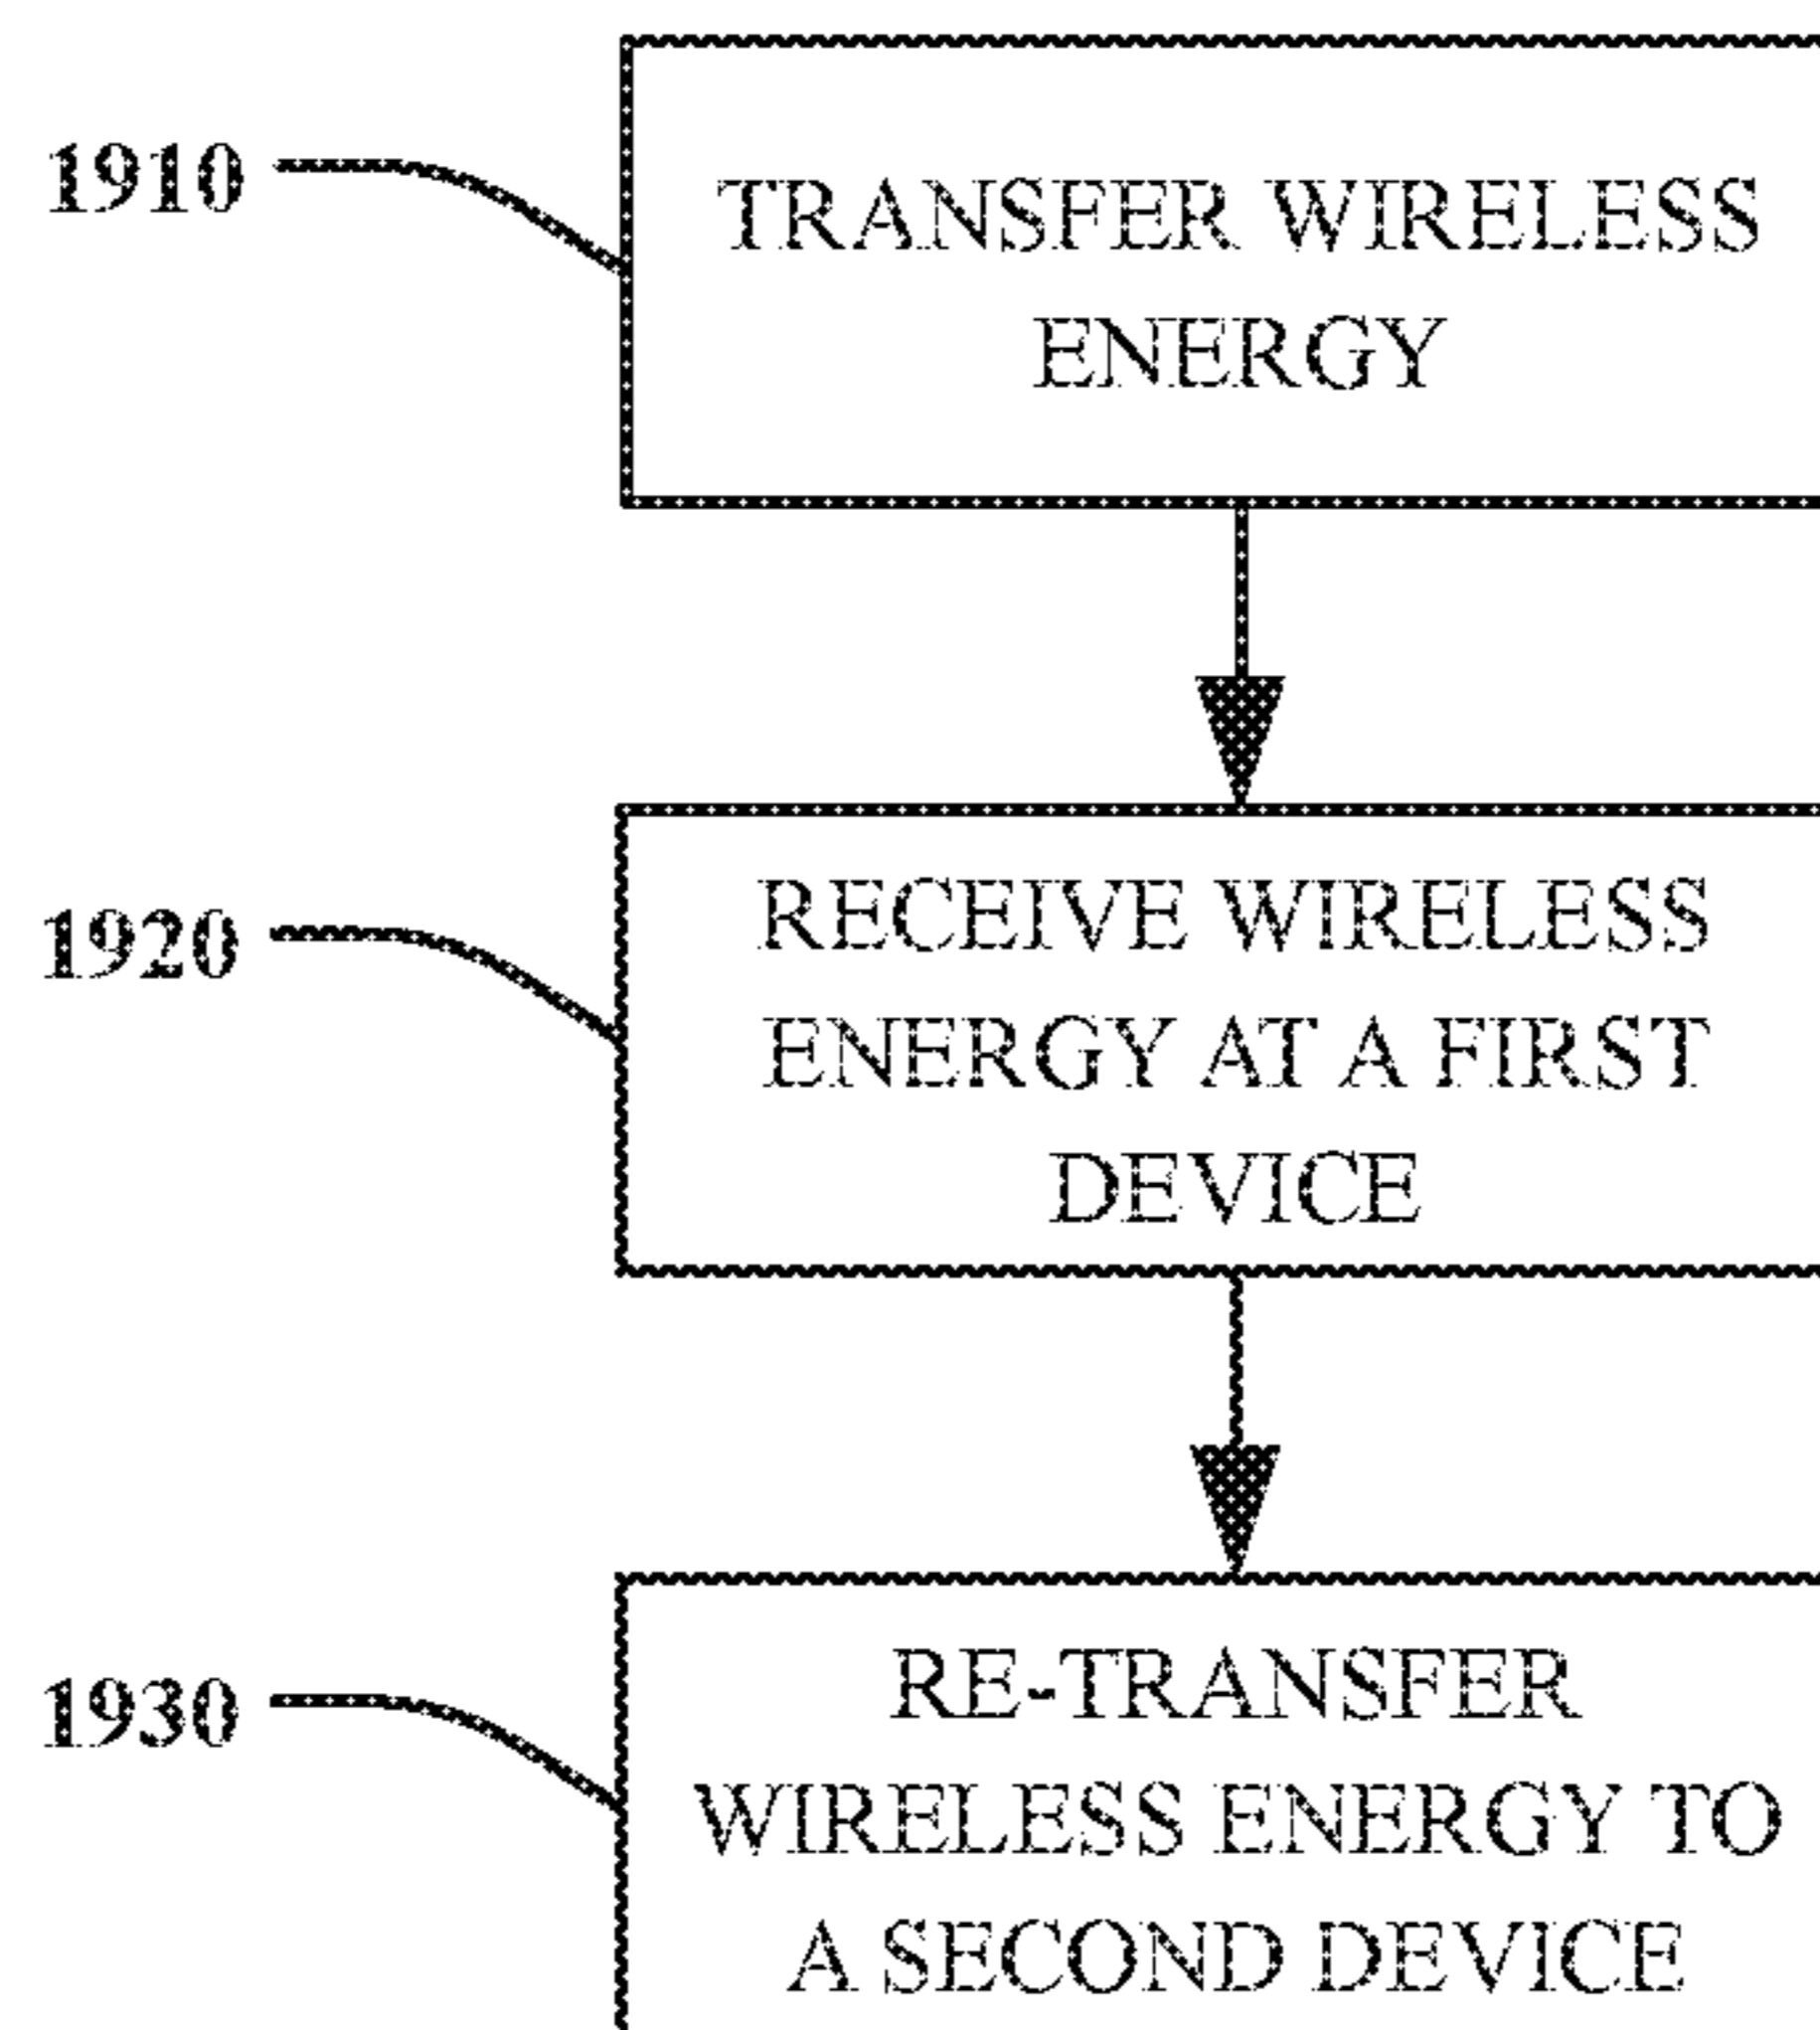 1910
TRANSFER WIRELESS
ENERGY
1920
RECEIVE WIRELESS
ENERGY AT A FIRST
DEVICE
1930
RE-TRANSFER
WIRELESS ENERGY TO
A SECOND DEVICE